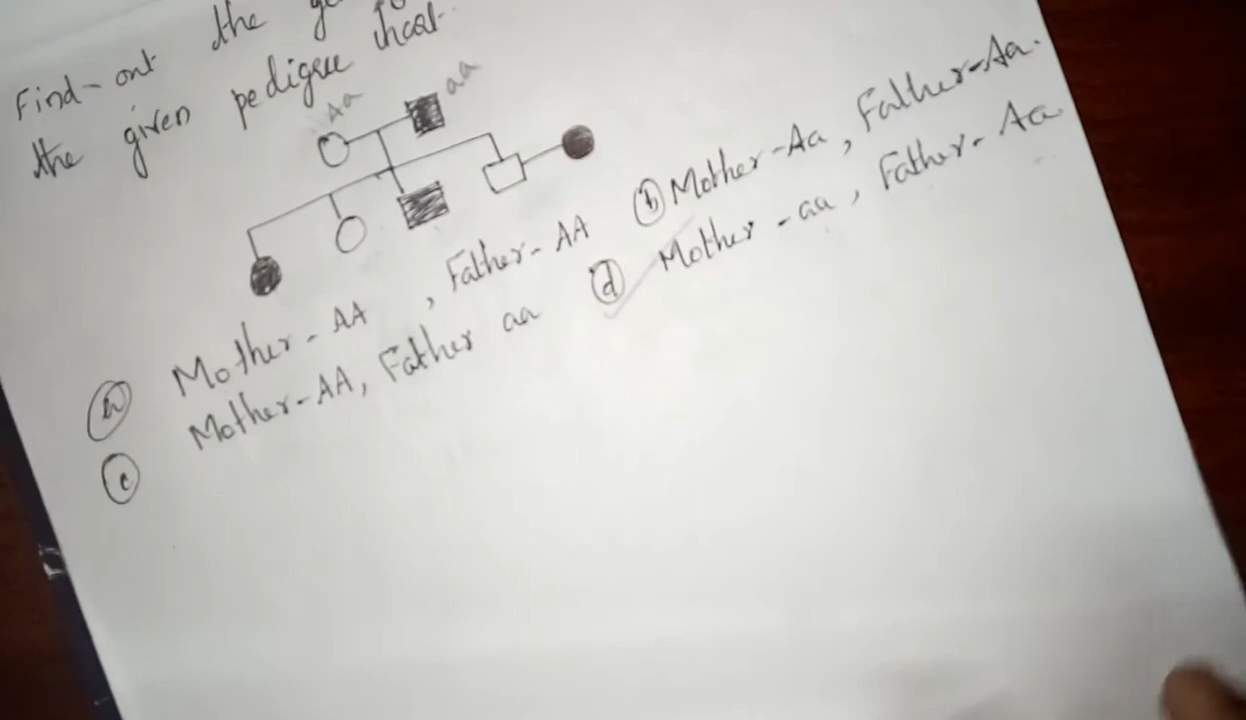 Find-out the
the given pedigree chart.
Aa
aa
(a) Mother - AA , Father - AA (b) Mother - Aa , Father - Aa.
(c) Mother - AA, Father aa (d) Mother - aa , Father - Aa